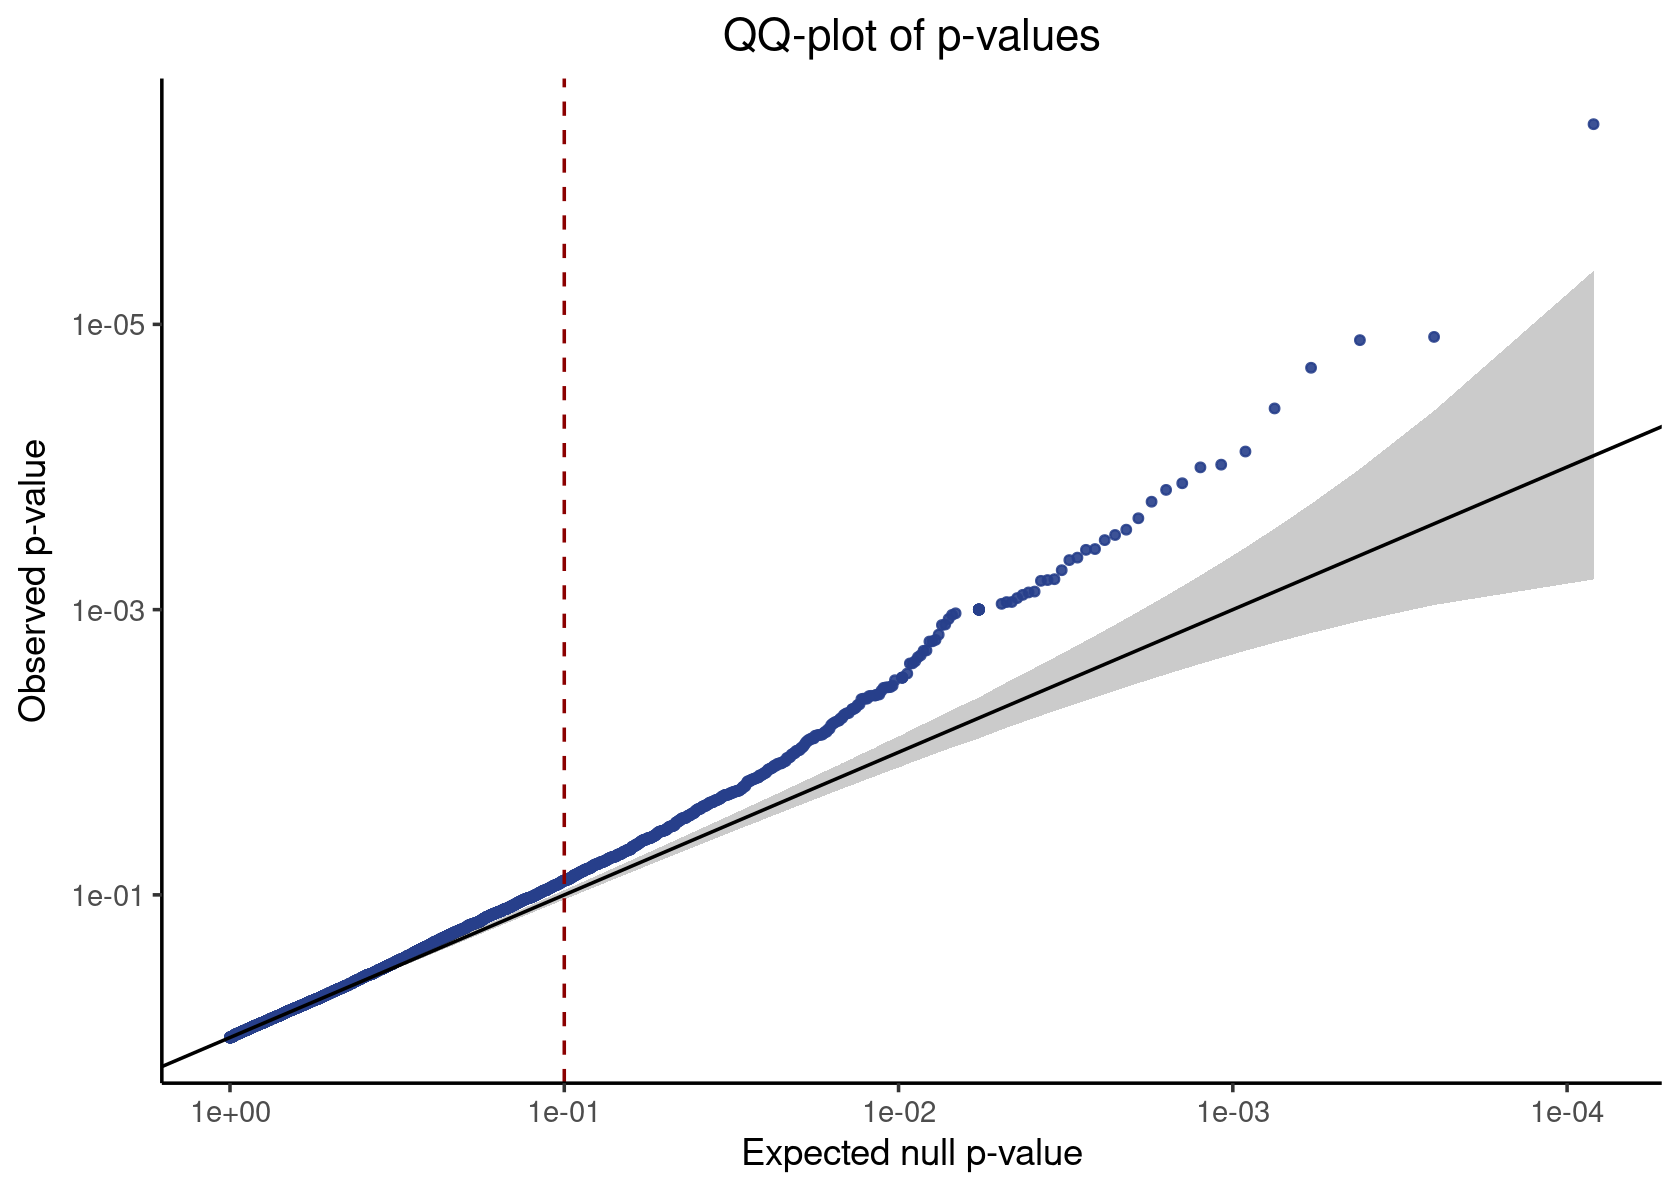 QQ-plot of p-values
Observed p-value
1e-05
1e-03
1e-01
1e+00 1e-01 1e-02 1e-03 1e-04
Expected null p-value